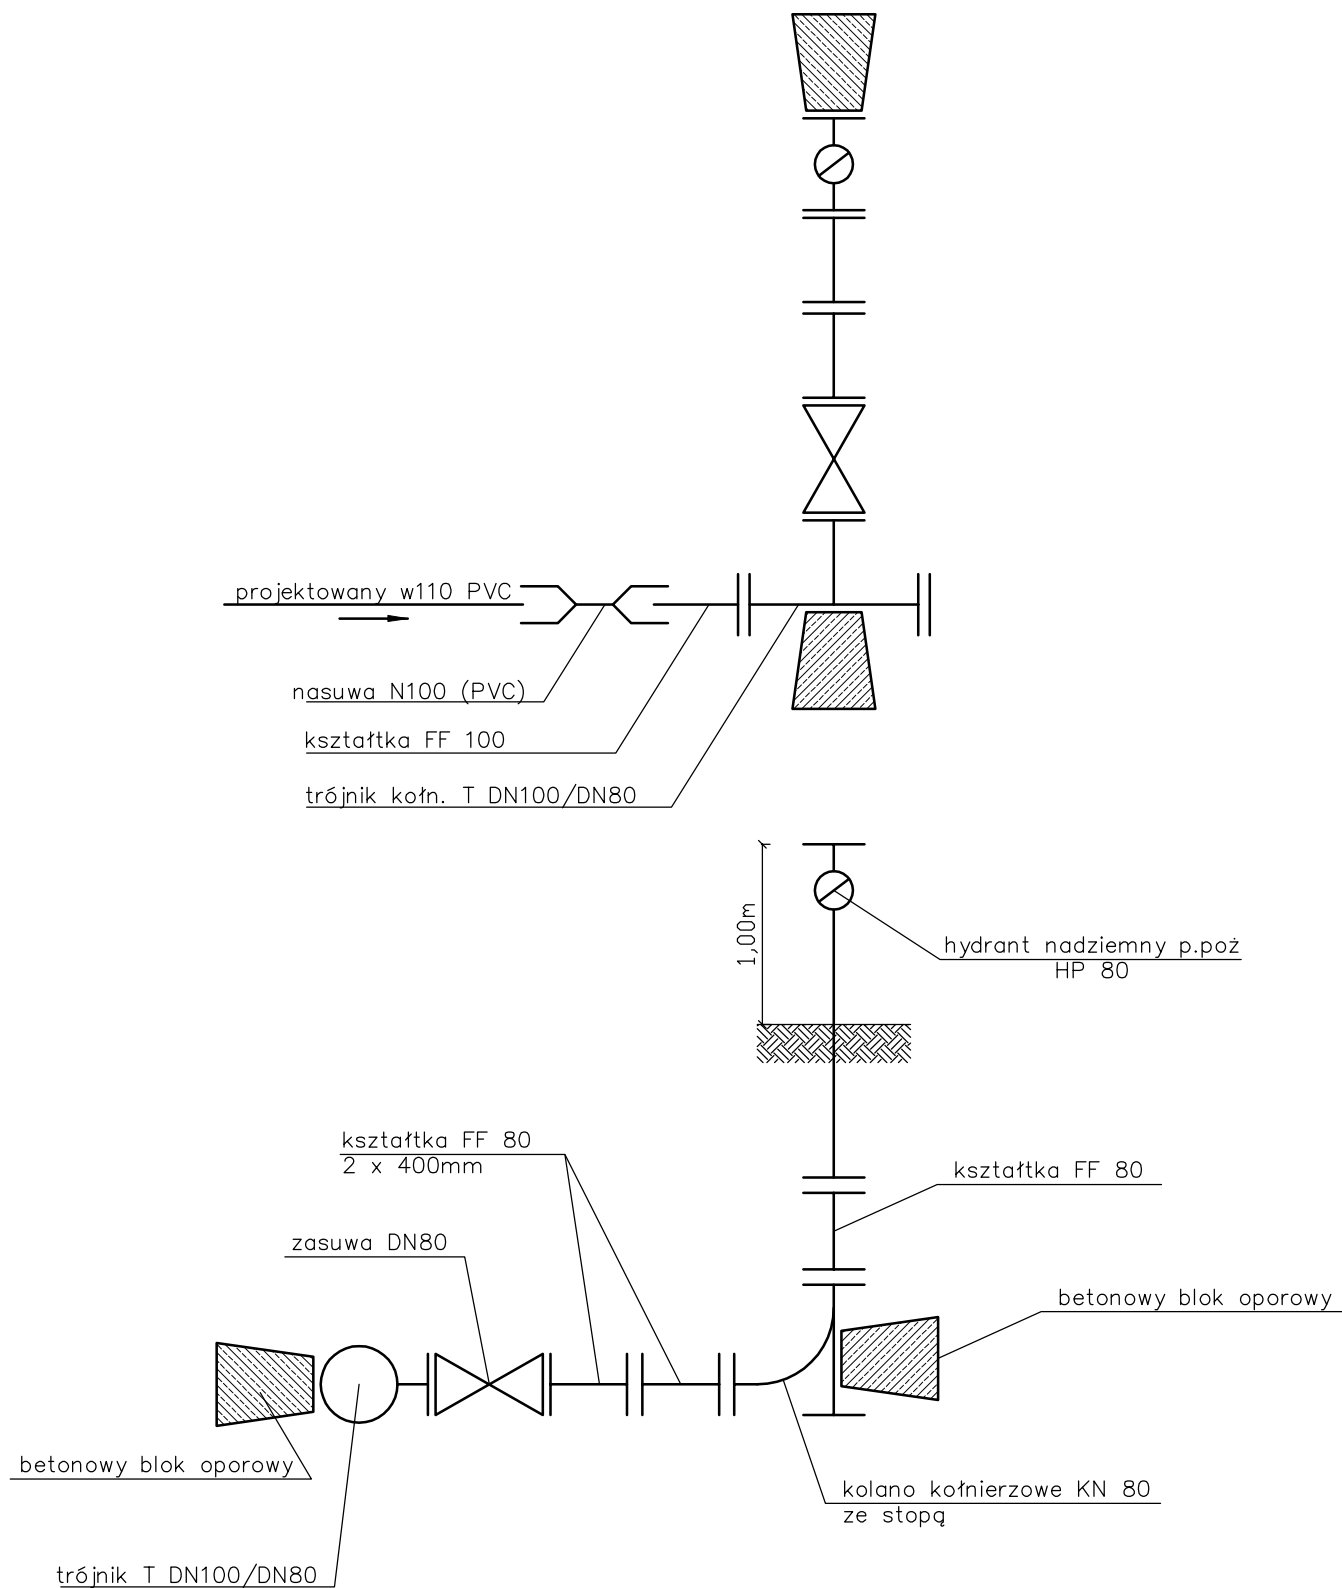 projektowany w110 PVC
nasuwa N100 (PVC)
kształtka FF 100
trójnik kołn. T DN100/DN80
1,00m
hydrant nadziemny p.poż
HP 80
kształtka FF 80
2 x 400mm
kształtka FF 80
zasuwa DN80
betonowy blok oporowy
betonowy blok oporowy
kolano kołnierzowe KN 80
ze stopą
trójnik T DN100/DN80